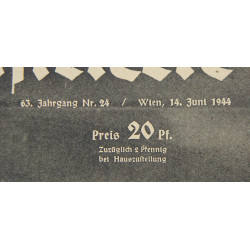 63. Jahrgang Nr. 24 / Wien, 14. Juni 1944
Preis 20 Pf.
Zuzüglich 2 Pfennig
bei Hauszustellung